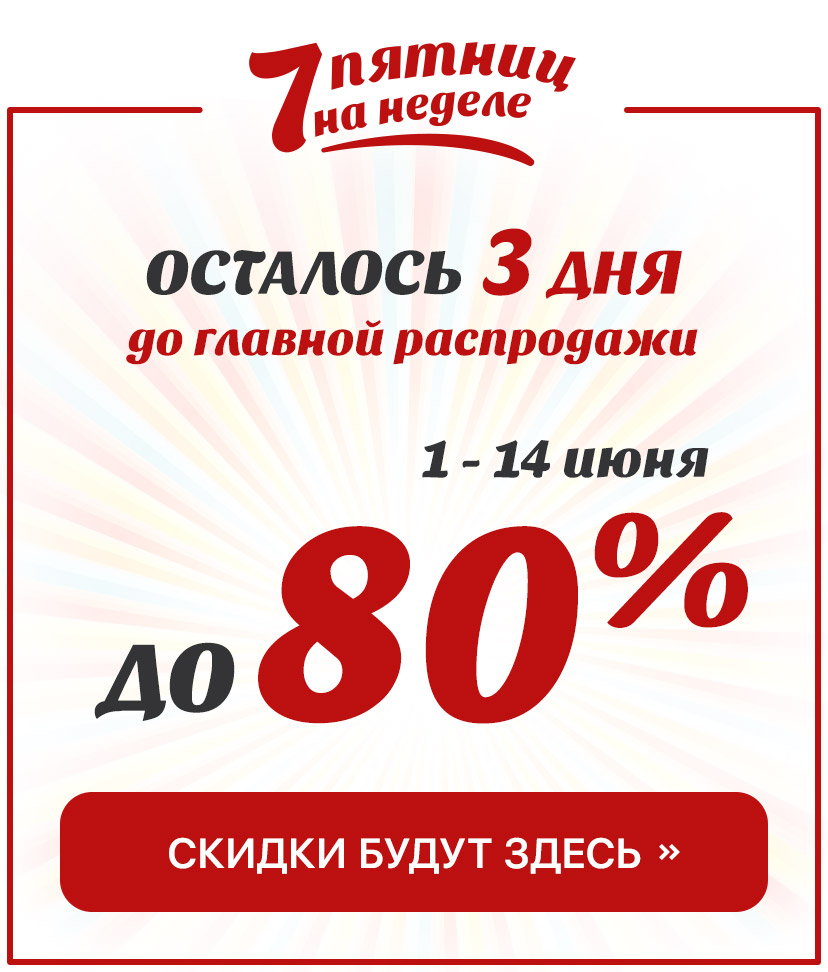 7 пятниц
на неделе
осталось 3 дня
до главной распродажи
1 - 14 июня
до 80%
СКИДКИ БУДУТ ЗДЕСЬ »